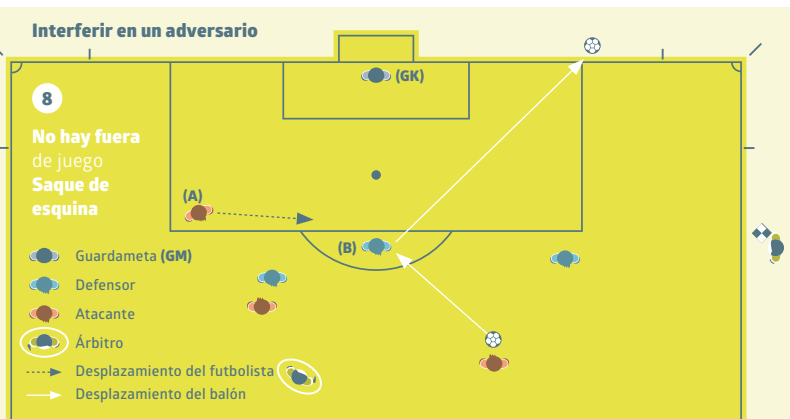 Interferir en un adversario
(GK)
8
No hay fuera
de juego
Saque de
esquina
(A)
(B)
Guardameta (GM)
Defensor
Atacante
Árbitro
Desplazamiento del futbolista
Desplazamiento del balón